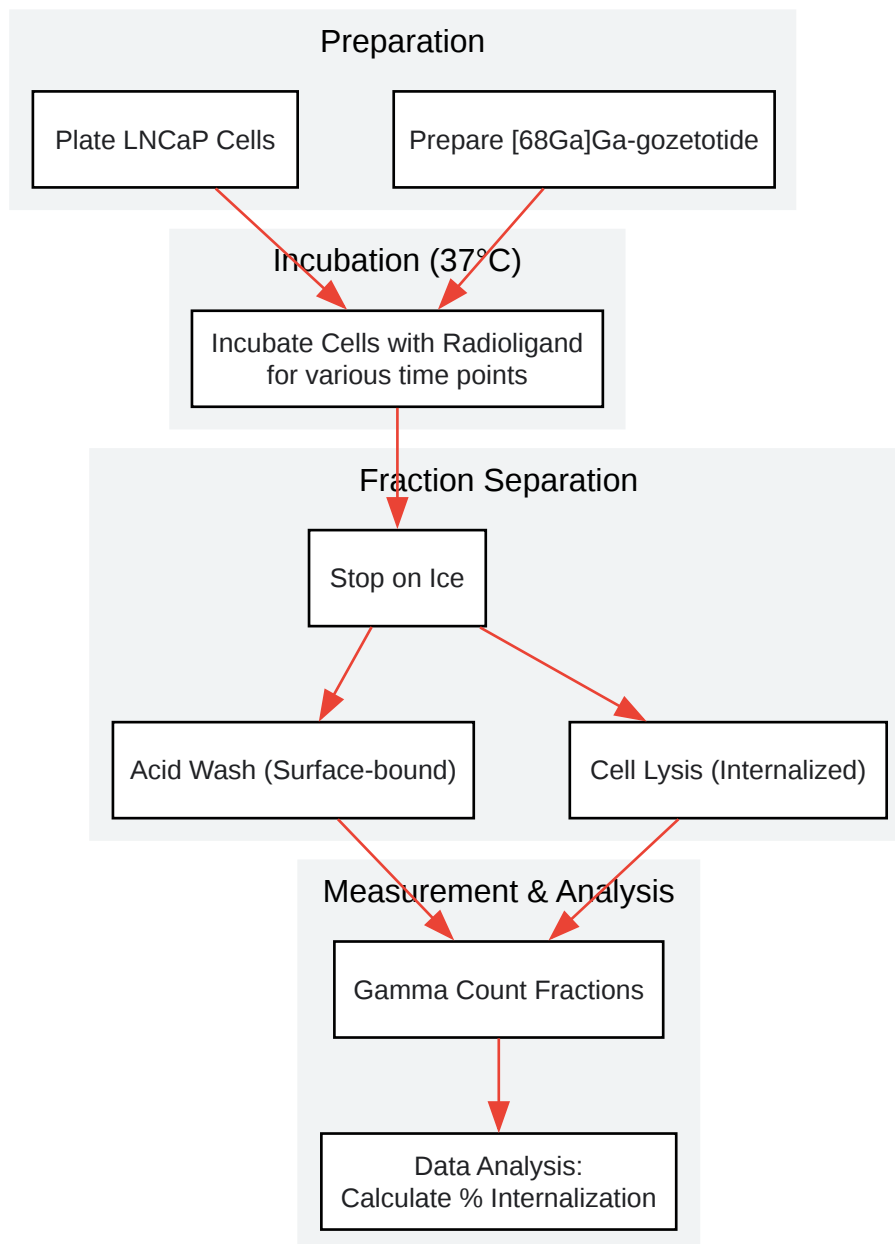 Preparation
Plate LNCaP Cells
Prepare [68Ga]Ga-gozetotide
Incubation (37°C)
Incubate Cells with Radioligand
for various time points
Fraction Separation
Stop on Ice
Acid Wash (Surface-bound)
Cell Lysis (Internalized)
Measurement & Analysis
Gamma Count Fractions
Data Analysis:
Calculate % Internalization